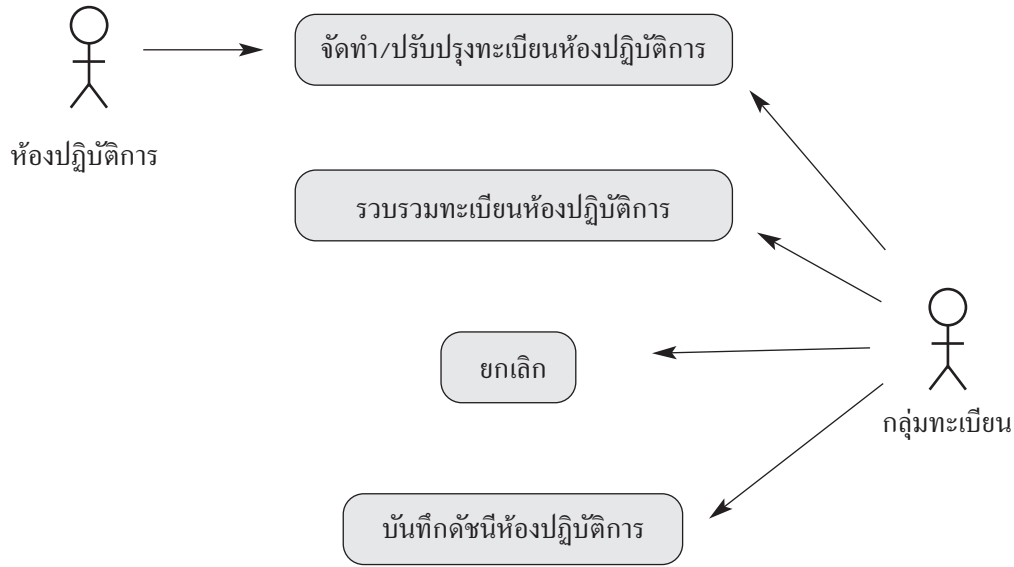 จัดทำ/ปรับปรุงทะเบียนห้องปฏิบัติการ
ห้องปฏิบัติการ
รวบรวมทะเบียนห้องปฏิบัติการ
ยกเลิก
กลุ่มทะเบียน
บันทึกดัชนีห้องปฏิบัติการ